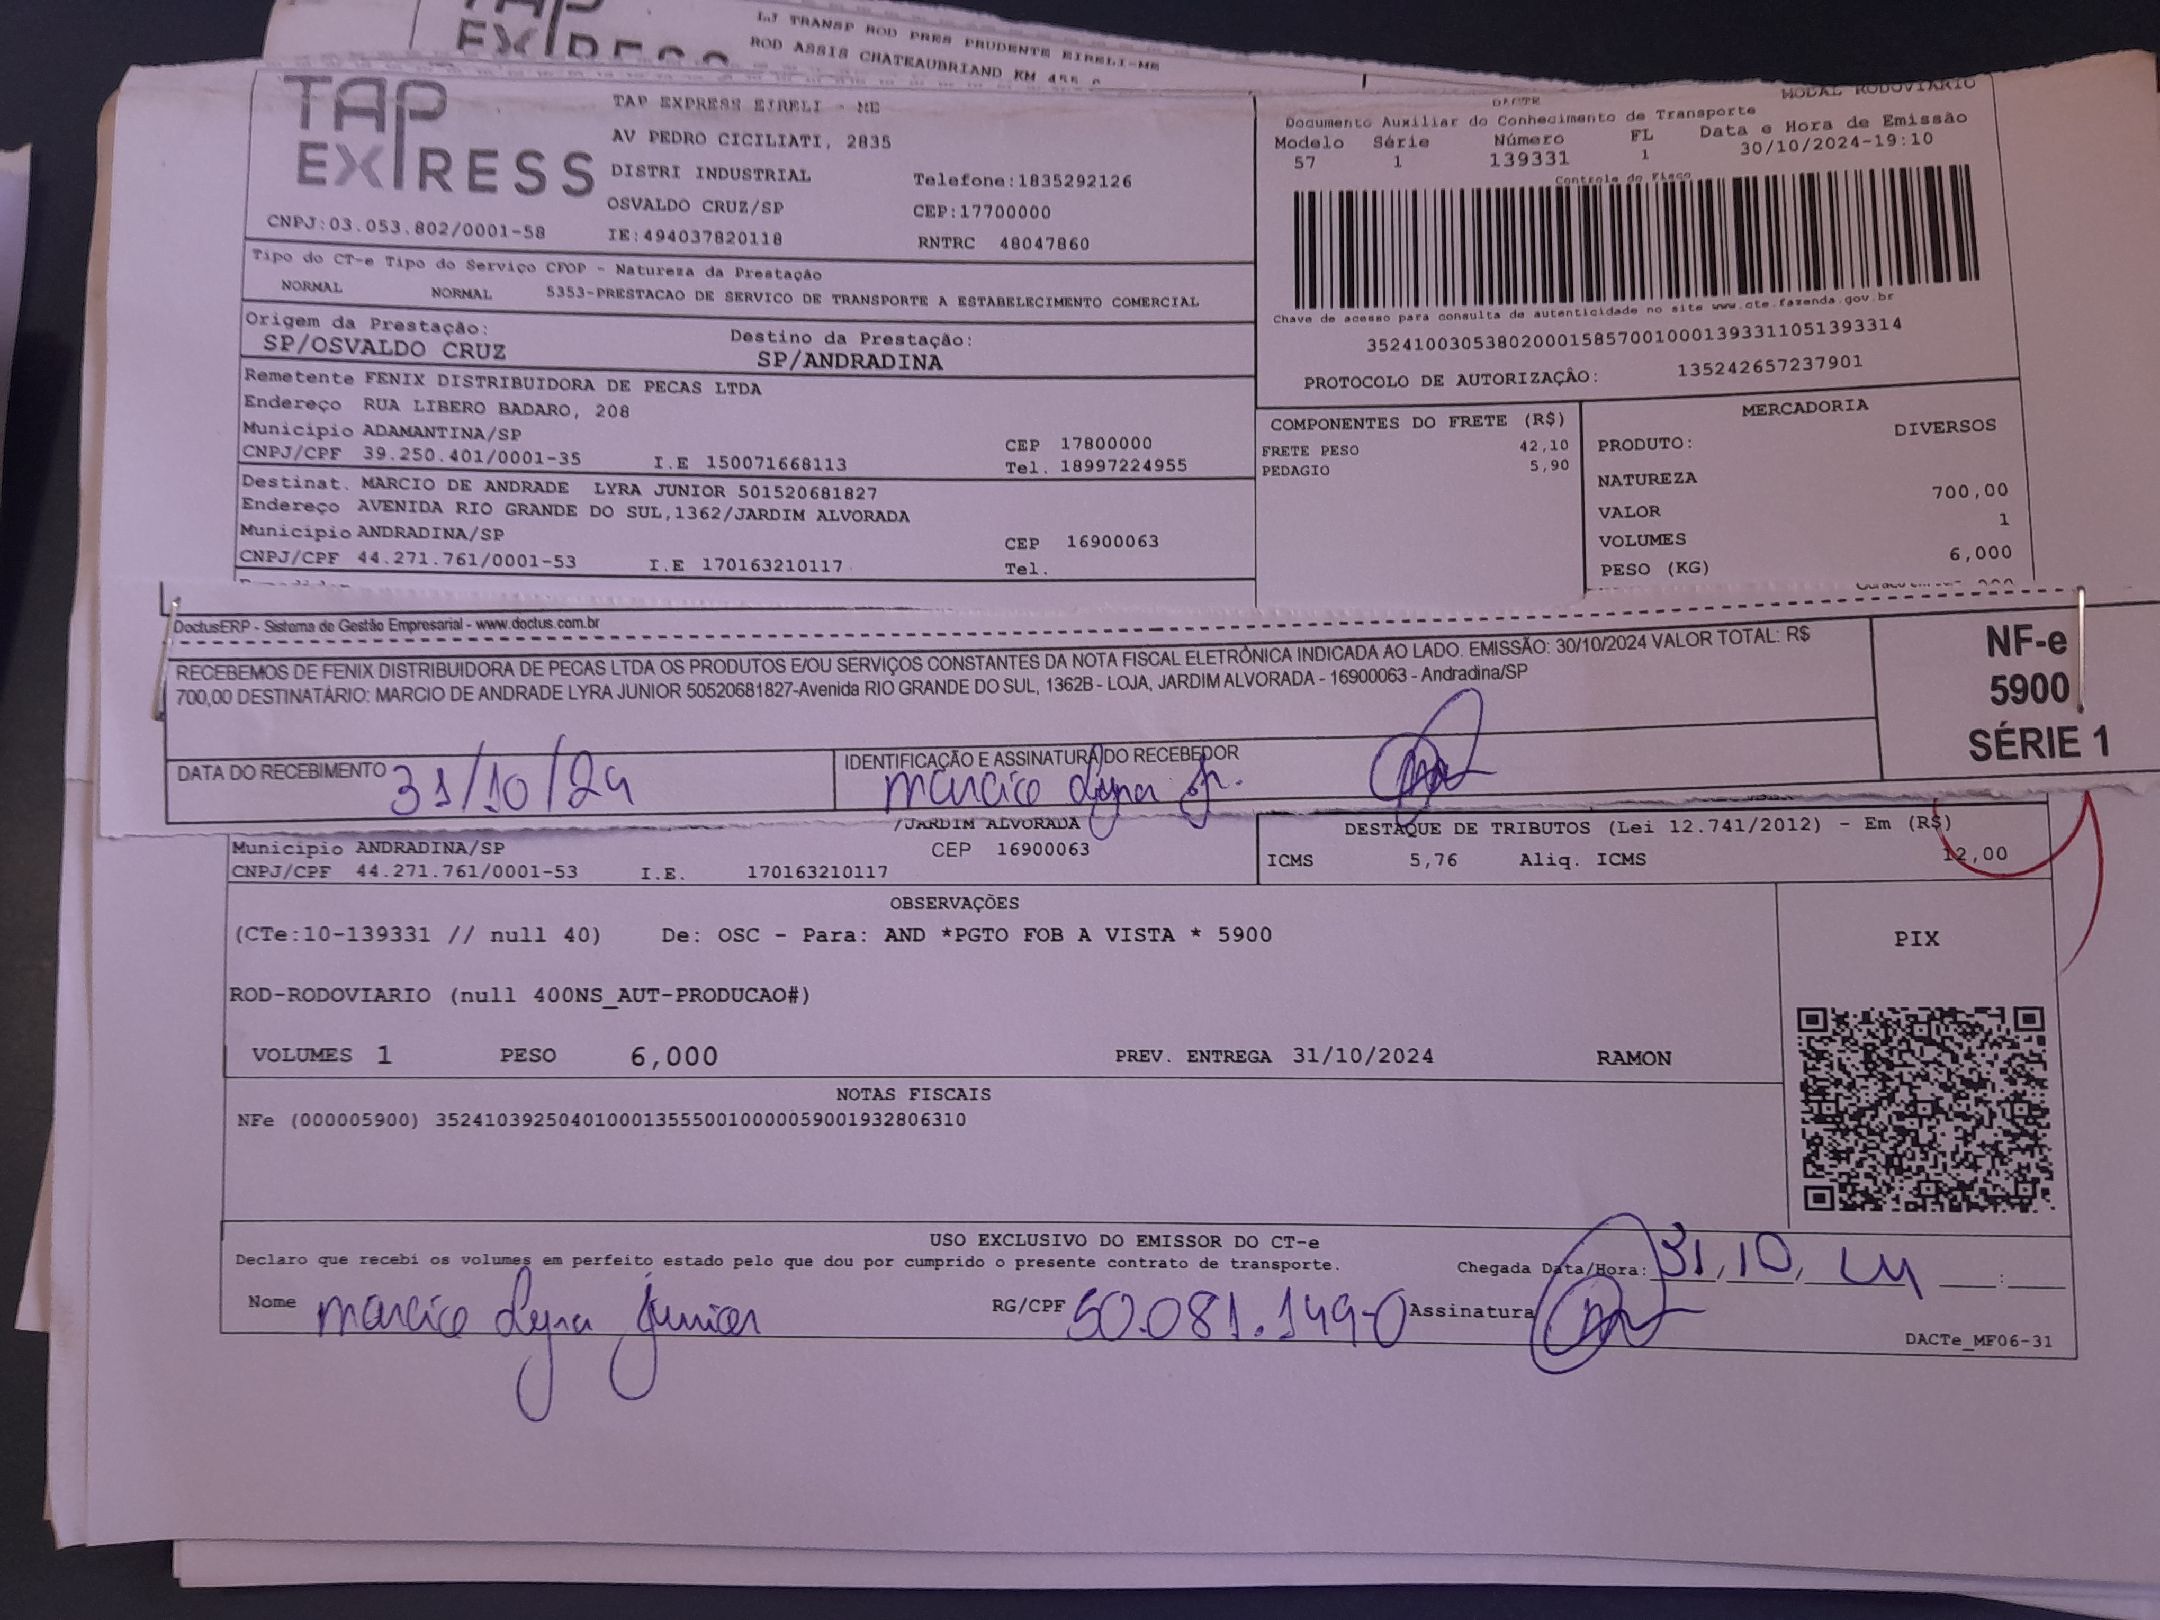 LJ TRANSP ROD PRES PRUDENTE EIRELI-ME
ROD ASSIS CHATEAUBRIAND KM 455
TAP EXPRESS
TAP EXPRESS EIRELI - ME
AV PEDRO CICILIATI, 2835
DISTRI INDUSTRIAL Telefone:1835292126
OSVALDO CRUZ/SP CEP:17700000
CNPJ:03.053.802/0001-58 IE:494037820118 RNTRC 48047860
DACTE MODAL RODOVIARIO
Documento Auxiliar do Conhecimento de Transporte
Modelo Série Número FL Data e Hora de Emissão
57 1 139331 1 30/10/2024-19:10
Controle do Fisco
Chave de acesso para consulta de autenticidade no site www.cte.fazenda.gov.br
35241003053802000158570010001393311051393314
PROTOCOLO DE AUTORIZAÇÃO: 135242657237901
Tipo do CT-e Tipo do Serviço CFOP - Natureza da Prestação
NORMAL NORMAL 5353-PRESTACAO DE SERVICO DE TRANSPORTE A ESTABELECIMENTO COMERCIAL
Origem da Prestação: Destino da Prestação:
SP/OSVALDO CRUZ SP/ANDRADINA
Remetente FENIX DISTRIBUIDORA DE PECAS LTDA
Endereço RUA LIBERO BADARO, 208
Municipio ADAMANTINA/SP CEP 17800000
CNPJ/CPF 39.250.401/0001-35 I.E 150071668113 Tel. 18997224955
Destinat. MARCIO DE ANDRADE LYRA JUNIOR 501520681827
Endereço AVENIDA RIO GRANDE DO SUL,1362/JARDIM ALVORADA
Municipio ANDRADINA/SP CEP 16900063
CNPJ/CPF 44.271.761/0001-53 I.E 170163210117 Tel.
COMPONENTES DO FRETE (R$)
FRETE PESO 42,10
PEDAGIO 5,90
MERCADORIA
PRODUTO: DIVERSOS
NATUREZA
VALOR 700,00
VOLUMES 1
PESO (KG) 6,000
DoctusERP - Sistema de Gestão Empresarial - www.doctus.com.br
RECEBEMOS DE FENIX DISTRIBUIDORA DE PECAS LTDA OS PRODUTOS E/OU SERVIÇOS CONSTANTES DA NOTA FISCAL ELETRÔNICA INDICADA AO LADO. EMISSÃO: 30/10/2024 VALOR TOTAL: R$
700,00 DESTINATÁRIO: MARCIO DE ANDRADE LYRA JUNIOR 50520681827-Avenida RIO GRANDE DO SUL, 1362B - LOJA, JARDIM ALVORADA - 16900063 - Andradina/SP
NF-e
5900
SÉRIE 1
DATA DO RECEBIMENTO 31/10/24
IDENTIFICAÇÃO E ASSINATURA DO RECEBEDOR
marcio Lyra Jr.
/JARDIM ALVORADA
Municipio ANDRADINA/SP CEP 16900063
CNPJ/CPF 44.271.761/0001-53 I.E. 170163210117
DESTAQUE DE TRIBUTOS (Lei 12.741/2012) - Em (R$)
ICMS 5,76 Aliq. ICMS 12,00
OBSERVAÇÕES
(CTe:10-139331 // null 40) De: OSC - Para: AND *PGTO FOB A VISTA * 5900
ROD-RODOVIARIO (null 400NS_AUT-PRODUCAO#)
VOLUMES 1 PESO 6,000 PREV. ENTREGA 31/10/2024 RAMON
PIX
NOTAS FISCAIS
NFe (000005900) 35241039250401000135550010000059001932806310
USO EXCLUSIVO DO EMISSOR DO CT-e
Declaro que recebi os volumes em perfeito estado pelo que dou por cumprido o presente contrato de transporte. Chegada Data/Hora: 31,10, 24 __:__
Nome marcio Lyra Júnior RG/CPF 50.081.149-0 Assinatura
DACTe_MF06-31